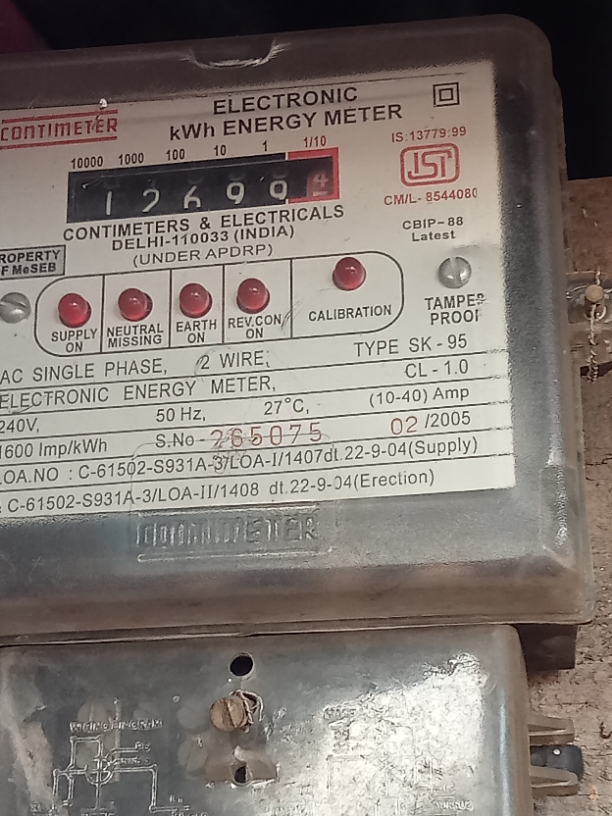 CONTIMETER
ELECTRONIC
kWh ENERGY METER
IS:13779:99
10000 1000 100 10 1 1/10
1 2 6 9 9 4
ISI
CM/L- 8544080
CONTIMETERS & ELECTRICALS
DELHI-110033 (INDIA)
(UNDER APDRP)
CBIP-88
Latest
ROPERTY
F MeSEB
SUPPLY ON
NEUTRAL MISSING
EARTH ON
REV.CON. ON
CALIBRATION
TAMPER
PROOF
AC SINGLE PHASE, 2 WIRE, TYPE SK - 95
ELECTRONIC ENERGY METER, CL - 1.0
240V, 50 Hz, 27°C, (10-40) Amp
1600 Imp/kWh S.No - 265075 02 /2005
LOA.NO : C-61502-S931A-3/LOA-I/1407dt.22-9-04(Supply)
: C-61502-S931A-3/LOA-II/1408 dt.22-9-04(Erection)
CONTIMETER